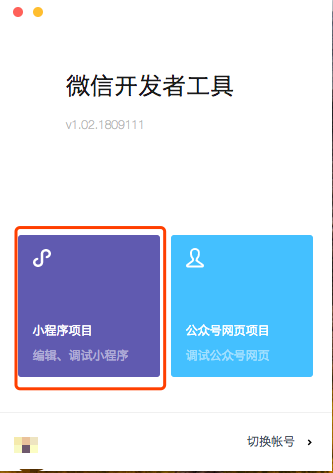 微信开发者工具
v1.02.1809111
小程序项目
编辑、调试小程序
公众号网页项目
调试公众号网页
切换帐号